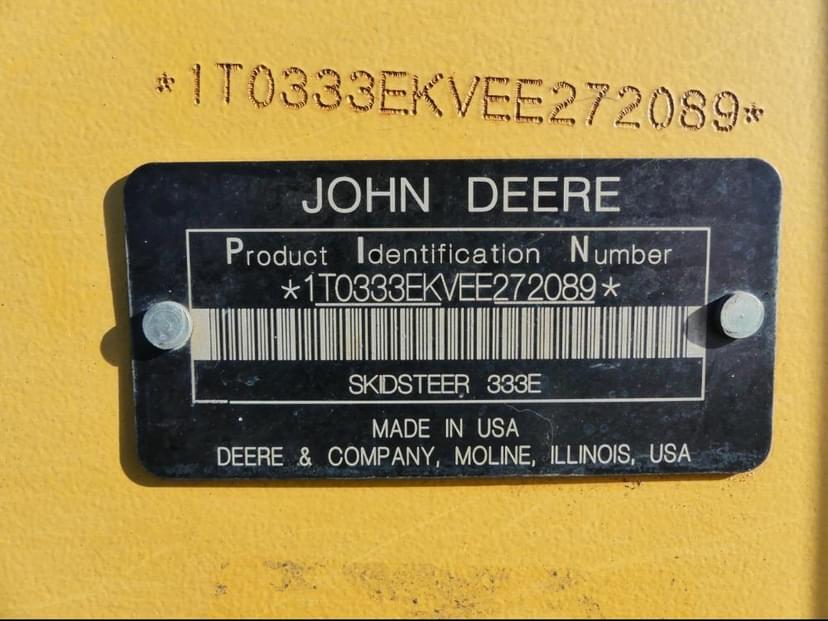 *1T0333EKVEE272089*
JOHN DEERE
Product Identification Number
*1T0333EKVEE272089*
SKIDSTEER 333E
MADE IN USA
DEERE & COMPANY, MOLINE, ILLINOIS, USA